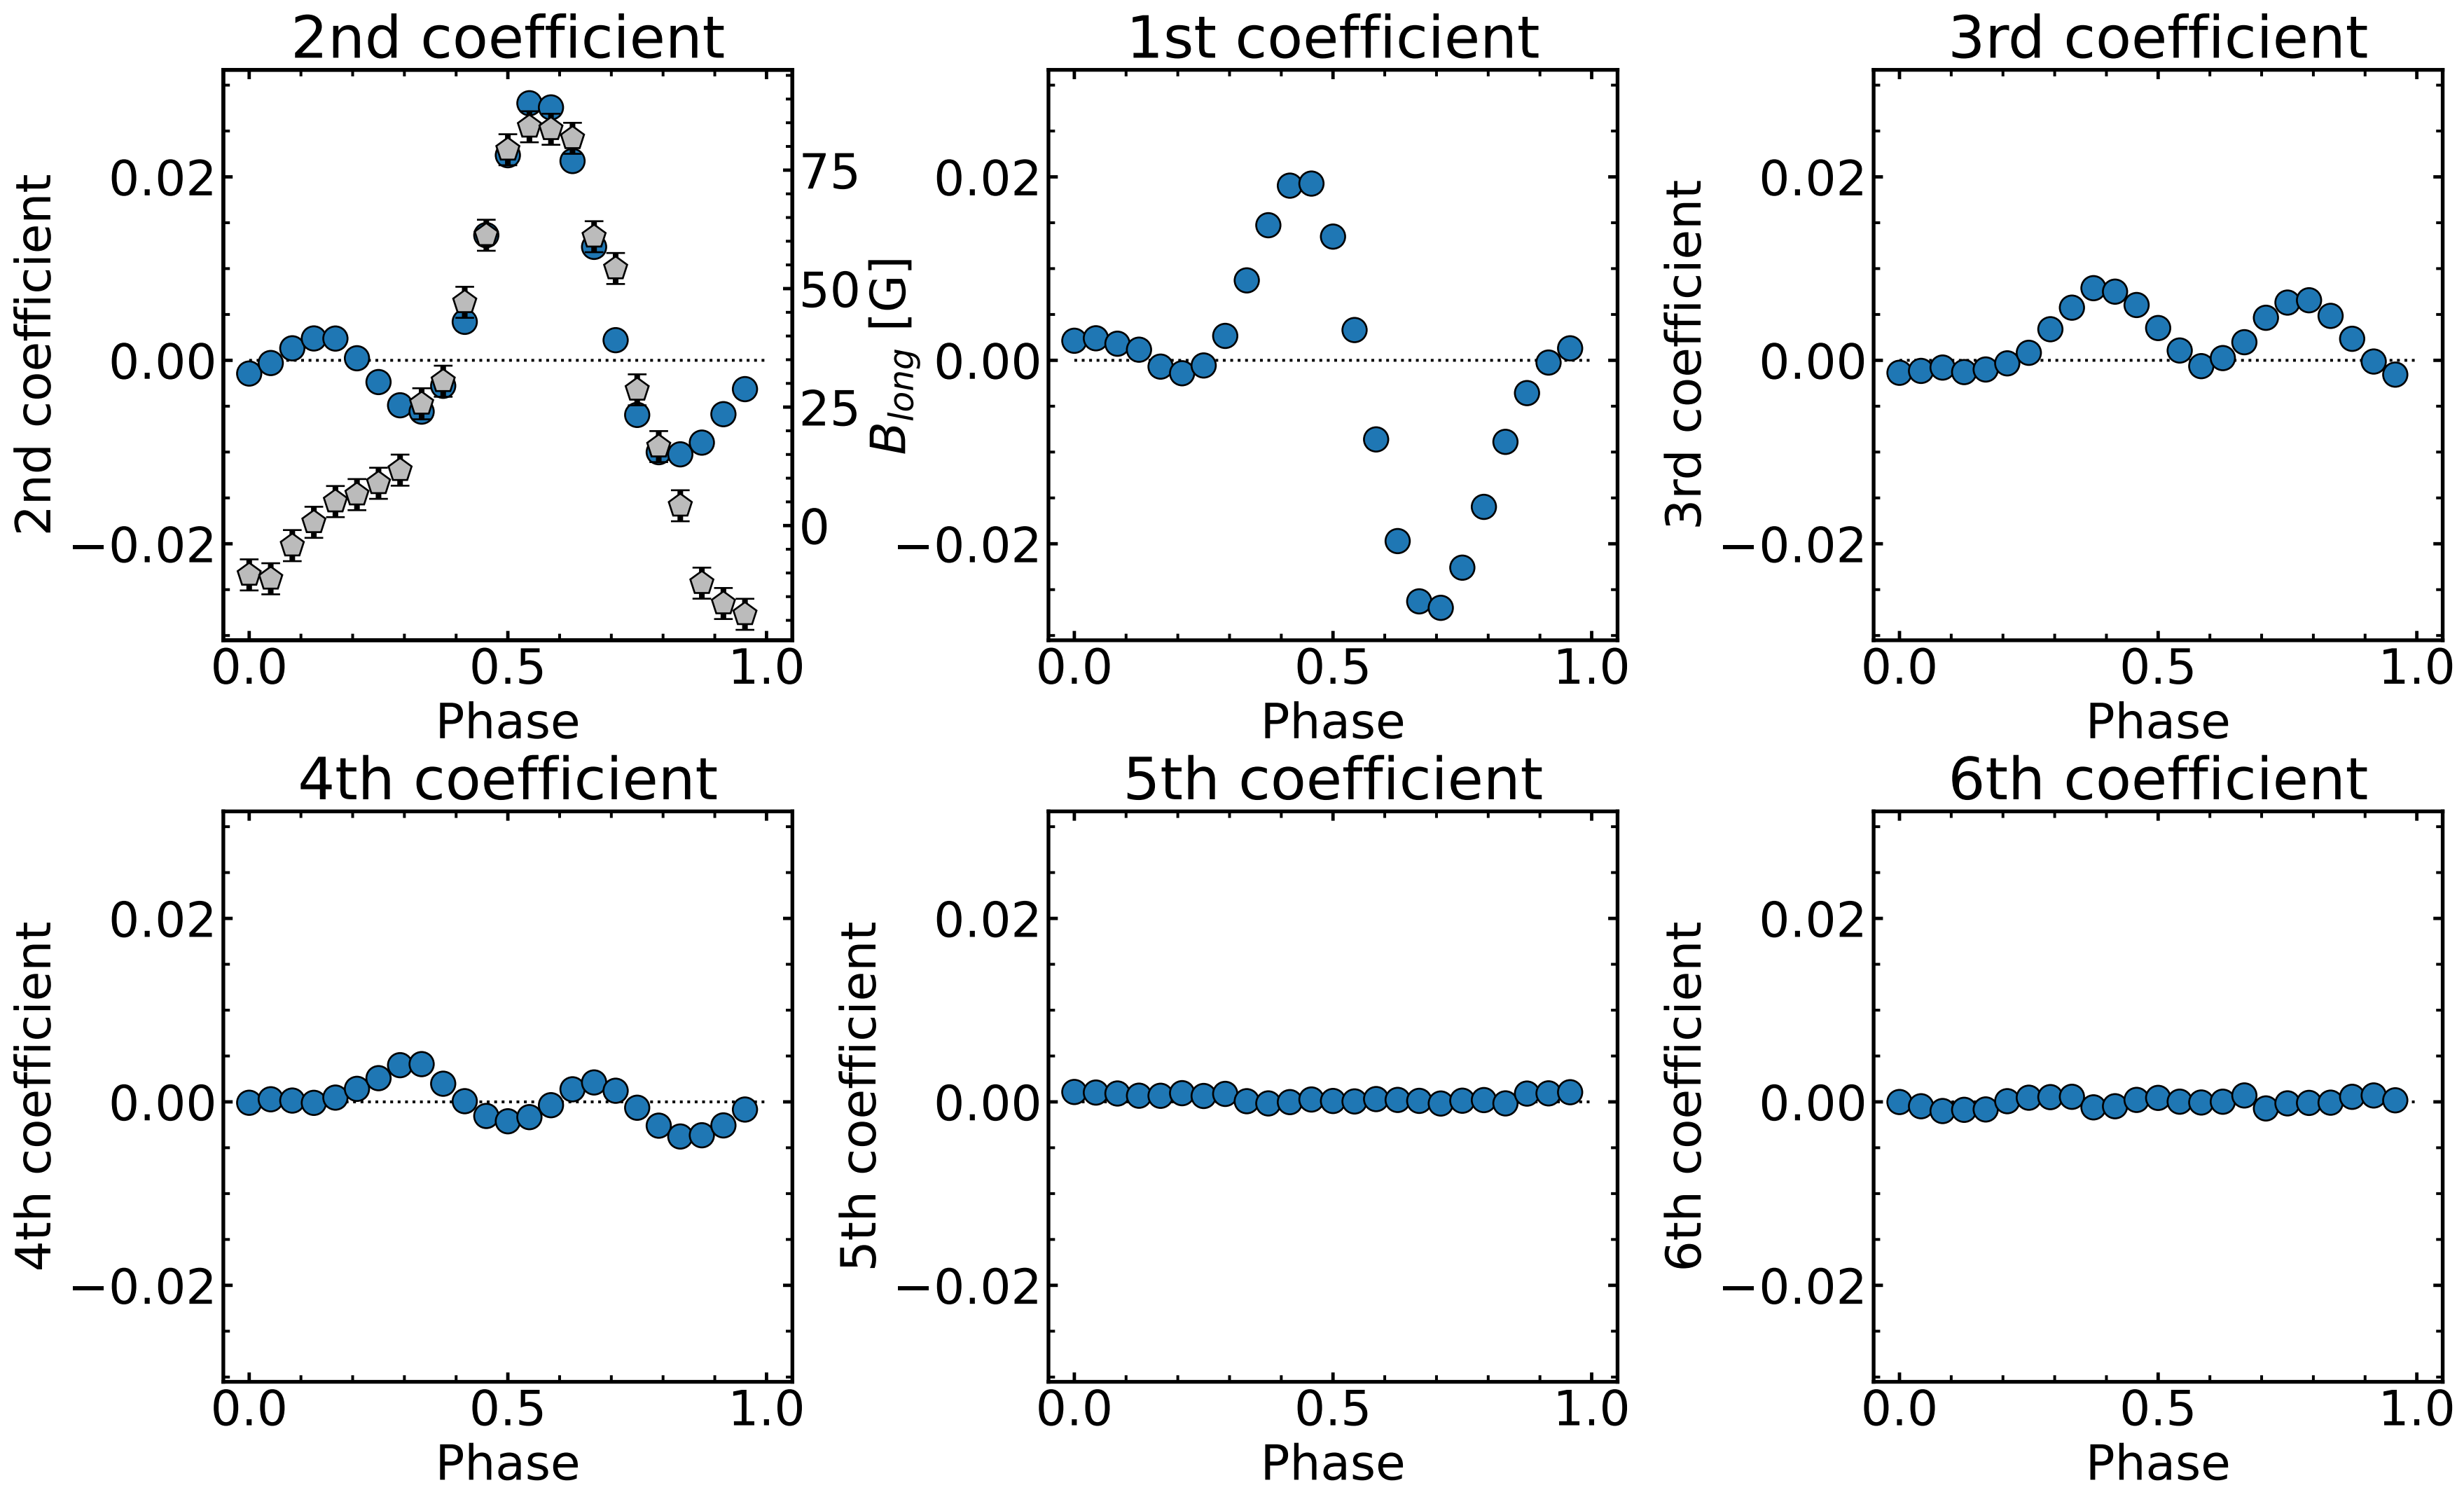 2nd coefficient
1st coefficient
3rd coefficient
2nd coefficient
0.02
0.00
−0.02
75
50
25
0
B_long [G]
0.02
0.00
−0.02
3rd coefficient
0.02
0.00
−0.02
0.0 0.5 1.0
0.0 0.5 1.0
0.0 0.5 1.0
Phase
Phase
Phase
4th coefficient
5th coefficient
6th coefficient
4th coefficient
0.02
0.00
−0.02
5th coefficient
0.02
0.00
−0.02
6th coefficient
0.02
0.00
−0.02
0.0 0.5 1.0
0.0 0.5 1.0
0.0 0.5 1.0
Phase
Phase
Phase